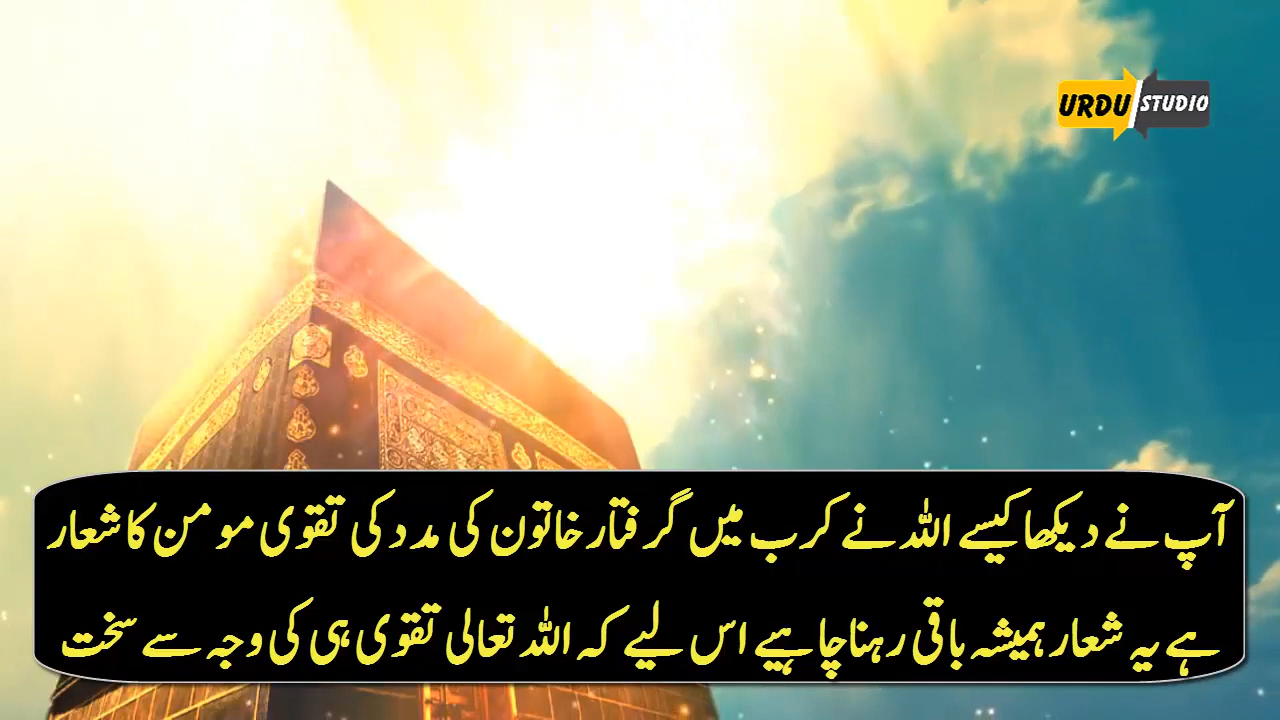 URDU STUDIO
آپ نے دیکھا کیسے اللہ نے کرب میں گرفتار خاتون کی مدد کی تقوی مومن کا شعار
ہے یہ شعار ہمیشہ باقی رہنا چاہیے اس لیے کہ اللہ تعالی تقوی ہی کی وجہ سے سخت